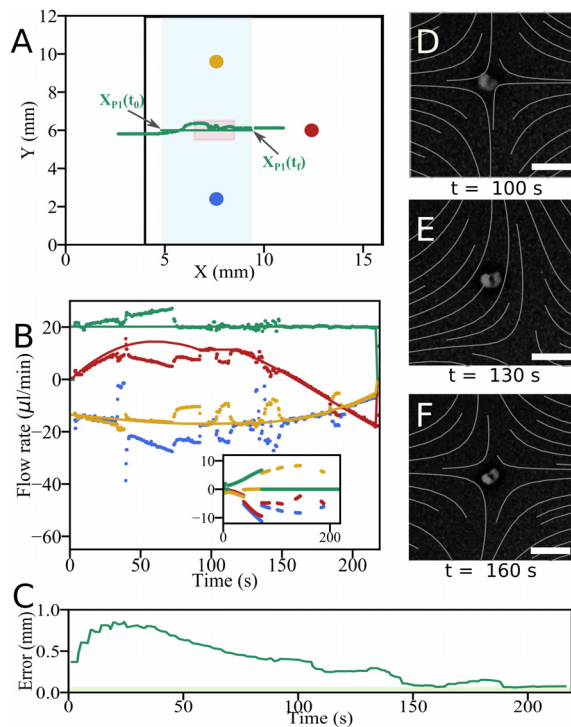 A
12
10
8
6
4
2
0
Y (mm)
X_P1(t_0)
X_P1(t_f)
0
5
10
15
X (mm)
B
20
0
−20
−40
−60
Flow rate (μl/min)
10
0
−10
0
200
0
50
100
150
200
Time (s)
C
1.0
0.5
0.0
Error (mm)
0
50
100
150
200
Time (s)
D
t = 100 s
E
t = 130 s
F
t = 160 s